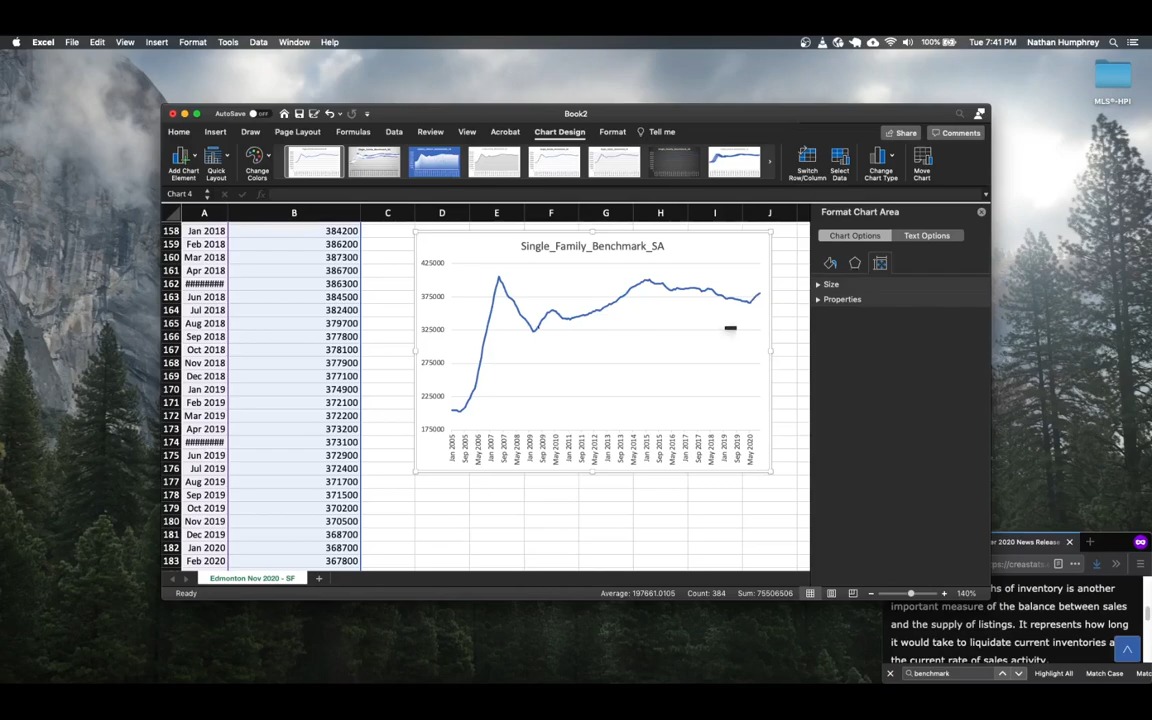 Excel File Edit View Insert Format Tools Data Window Help 100% Tue 7:41 PM Nathan Humphrey
MLS®-HPI
AutoSave OFF Book2
Home Insert Draw Page Layout Formulas Data Review View Acrobat Chart Design Format Tell me Share Comments
Add Chart Element
Quick Layout
Change Colors
Switch Row/Column
Select Data
Change Chart Type
Move Chart
Chart 4 fx
A B C D E F G H I J
158 Jan 2018 384200
159 Feb 2018 386200
160 Mar 2018 387300
161 Apr 2018 386700
162 ######## 386300
163 Jun 2018 384500
164 Jul 2018 382400
165 Aug 2018 379700
166 Sep 2018 377800
167 Oct 2018 378100
168 Nov 2018 377900
169 Dec 2018 377100
170 Jan 2019 374900
171 Feb 2019 372100
172 Mar 2019 372200
173 Apr 2019 373200
174 ######## 373100
175 Jun 2019 372900
176 Jul 2019 372400
177 Aug 2019 371700
178 Sep 2019 371500
179 Oct 2019 370200
180 Nov 2019 370500
181 Dec 2019 368700
182 Jan 2020 368700
183 Feb 2020 367800
Single_Family_Benchmark_SA
425000
375000
325000
275000
225000
175000
Jan 2005
Sep 2005
May 2006
Jan 2007
Sep 2007
May 2008
Jan 2009
Sep 2009
May 2010
Jan 2011
Sep 2011
May 2012
Jan 2013
Sep 2013
May 2014
Jan 2015
Sep 2015
May 2016
Jan 2017
Sep 2017
May 2018
Jan 2019
Sep 2019
May 2020
Format Chart Area
Chart Options Text Options
Size
Properties
Edmonton Nov 2020 - SF
Ready Average: 197661.0105 Count: 384 Sum: 75506506 140%
er 2020 News Release
ps://creastats.
hs of inventory is another
important measure of the balance between sales
and the supply of listings. It represents how long
it would take to liquidate current inventories a
the current rate of sales activity.
benchmark Highlight All Match Case